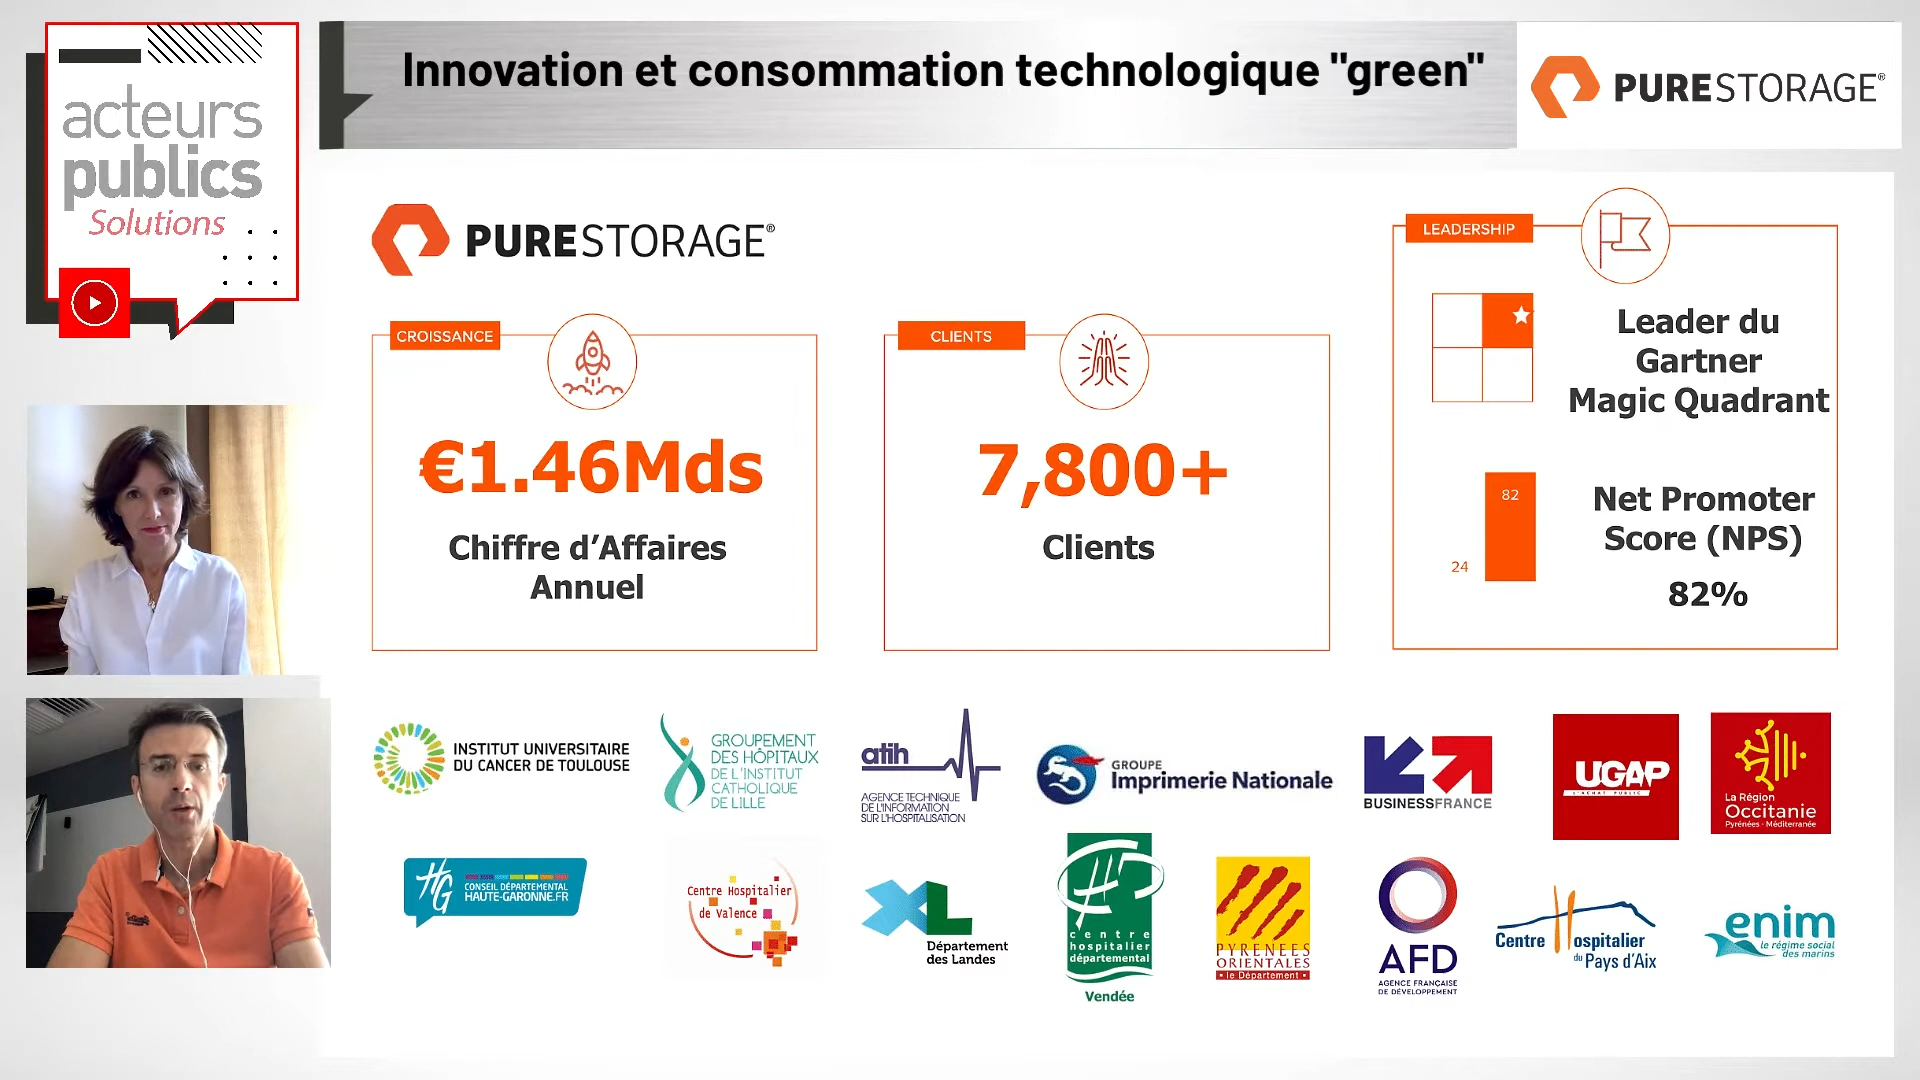 acteurs
publics
Solutions
Innovation et consommation technologique "green"
PURESTORAGE®
PURESTORAGE®
CROISSANCE
€1.46Mds
Chiffre d’Affaires
Annuel
CLIENTS
7,800+
Clients
LEADERSHIP
Leader du
Gartner
Magic Quadrant
82
24
Net Promoter
Score (NPS)
82%
INSTITUT UNIVERSITAIRE
DU CANCER DE TOULOUSE
GROUPEMENT
DES HÔPITAUX
DE L'INSTITUT
CATHOLIQUE
DE LILLE
atih
AGENCE TECHNIQUE
DE L'INFORMATION
SUR L'HOSPITALISATION
GROUPE
Imprimerie Nationale
BUSINESSFRANCE
UGAP
L'ACHAT PUBLIC
La Région
Occitanie
Pyrénées - Méditerranée
HG
CONSEIL DÉPARTEMENTAL
HAUTE-GARONNE.FR
Centre Hospitalier
de Valence
XL
Département
des Landes
centre
hospitalier
départemental
Vendée
PYRENEES
ORIENTALES
• le Département •
AFD
AGENCE FRANÇAISE
DE DÉVELOPPEMENT
Centre Hospitalier
du Pays d'Aix
enim
le régime social
des marins